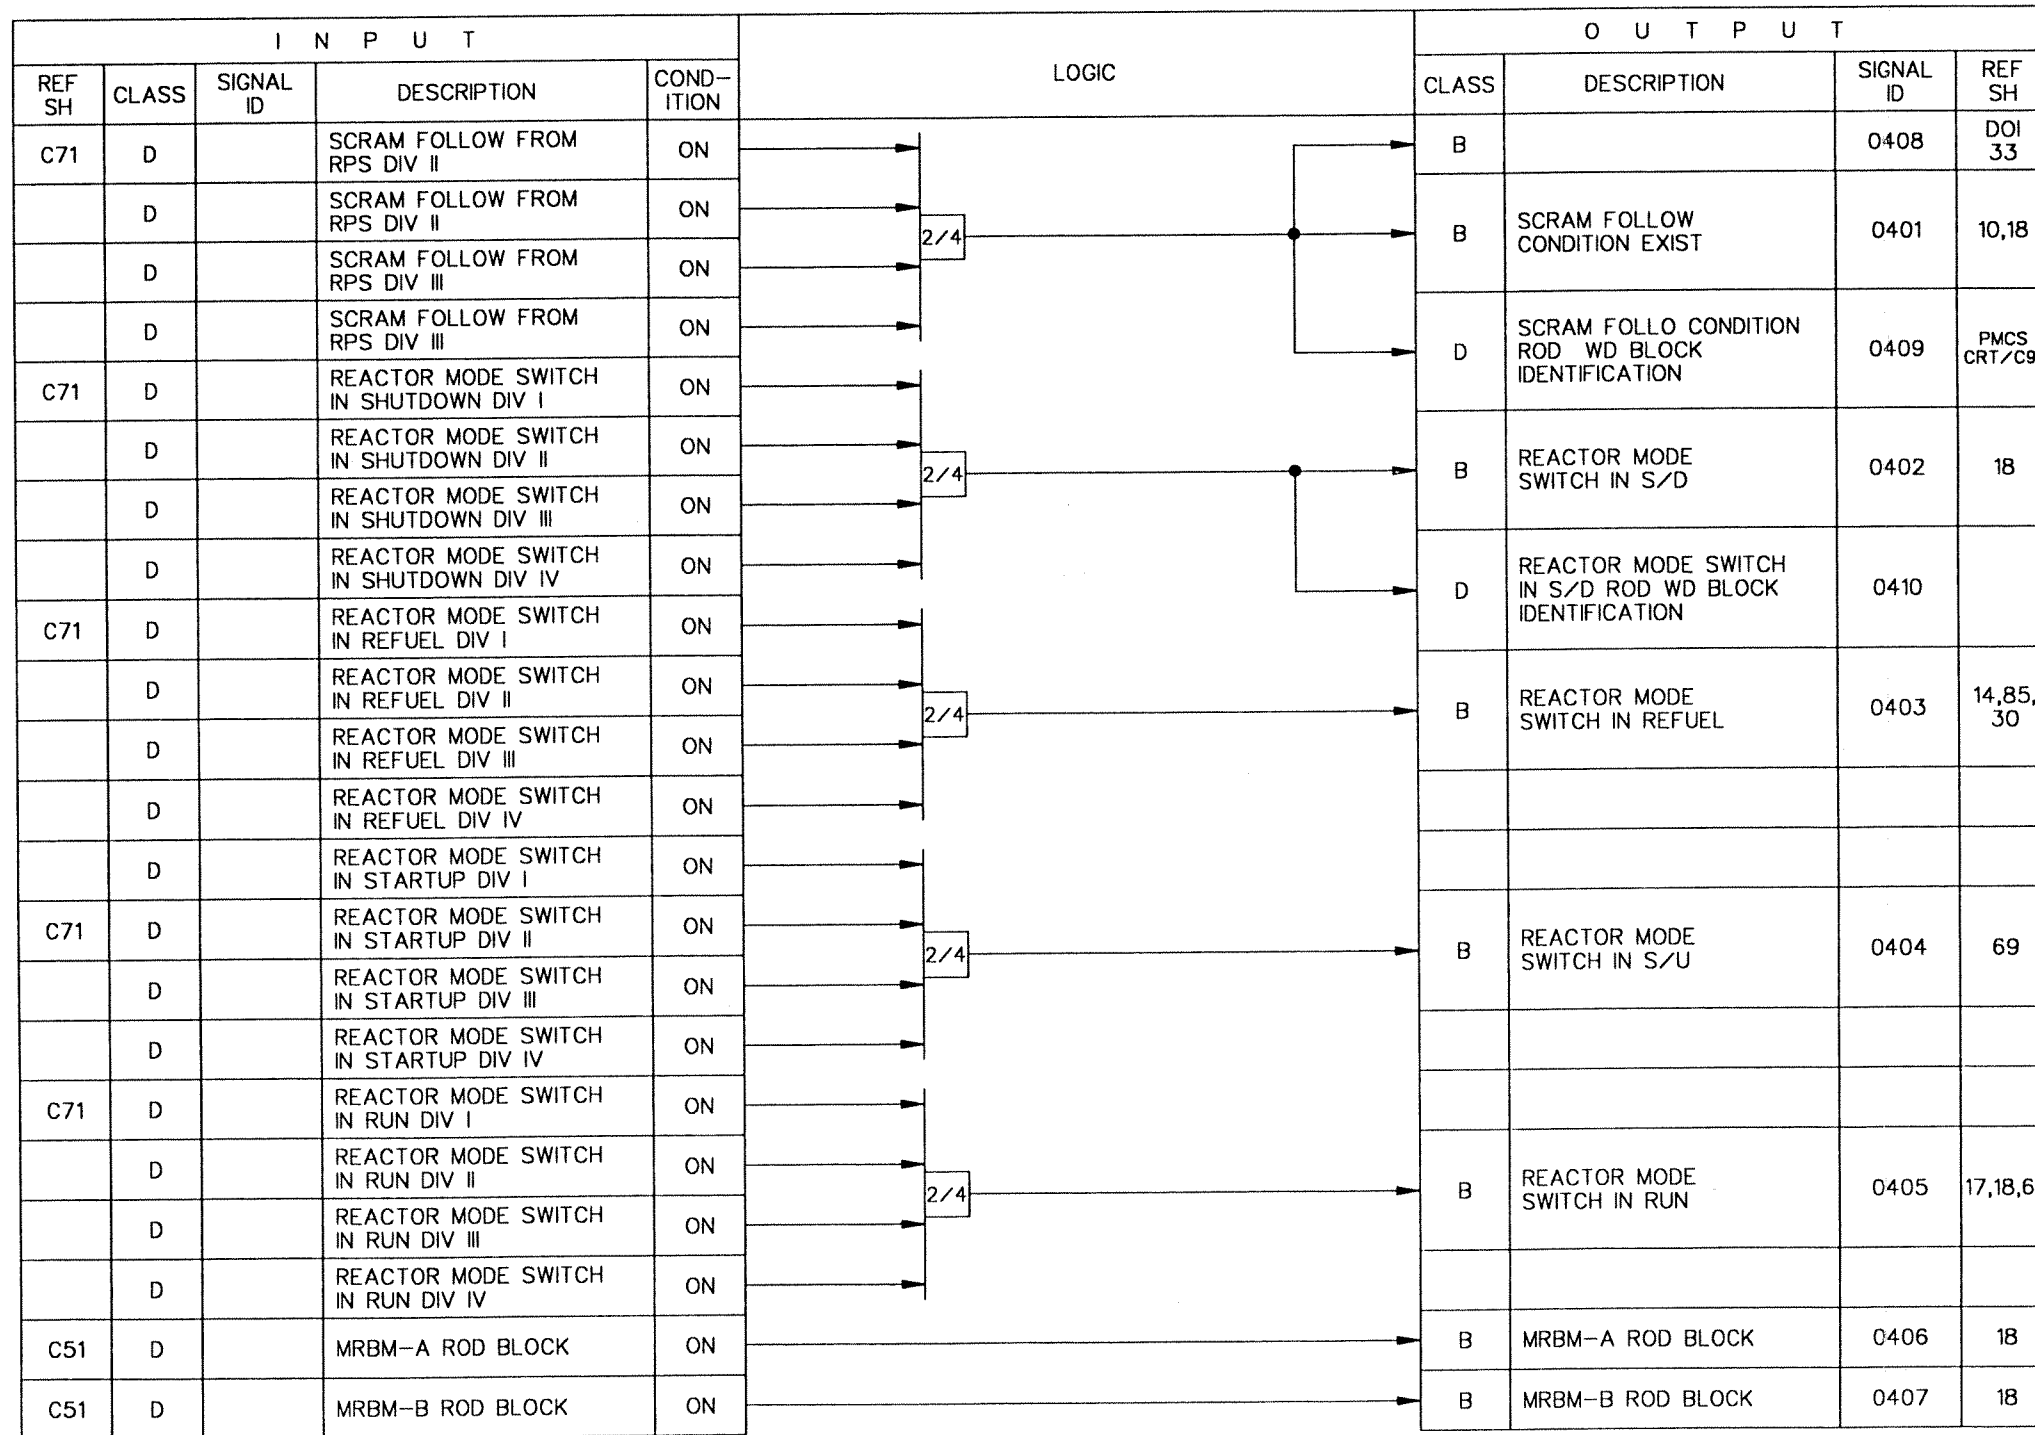 I N P U T
LOGIC
O U T P U T
REF SH CLASS SIGNAL ID DESCRIPTION COND- ITION
CLASS DESCRIPTION SIGNAL ID REF SH
C71 D SCRAM FOLLOW FROM
RPS DIV II ON
B 0408 DOI 33
D SCRAM FOLLOW FROM
RPS DIV II ON
2/4
B SCRAM FOLLOW
CONDITION EXIST 0401 10,18
D SCRAM FOLLOW FROM
RPS DIV III ON
D SCRAM FOLLOW FROM
RPS DIV III ON
D SCRAM FOLLO CONDITION
ROD WD BLOCK
IDENTIFICATION 0409 PMCS
CRT/C9
C71 D REACTOR MODE SWITCH
IN SHUTDOWN DIV I ON
D REACTOR MODE SWITCH
IN SHUTDOWN DIV II ON
2/4
B REACTOR MODE
SWITCH IN S/D 0402 18
D REACTOR MODE SWITCH
IN SHUTDOWN DIV III ON
D REACTOR MODE SWITCH
IN SHUTDOWN DIV IV ON
D REACTOR MODE SWITCH
IN S/D ROD WD BLOCK
IDENTIFICATION 0410
C71 D REACTOR MODE SWITCH
IN REFUEL DIV I ON
D REACTOR MODE SWITCH
IN REFUEL DIV II ON
2/4
B REACTOR MODE
SWITCH IN REFUEL 0403 14,85,
30
D REACTOR MODE SWITCH
IN REFUEL DIV III ON
D REACTOR MODE SWITCH
IN REFUEL DIV IV ON
D REACTOR MODE SWITCH
IN STARTUP DIV I ON
C71 D REACTOR MODE SWITCH
IN STARTUP DIV II ON
2/4
B REACTOR MODE
SWITCH IN S/U 0404 69
D REACTOR MODE SWITCH
IN STARTUP DIV III ON
D REACTOR MODE SWITCH
IN STARTUP DIV IV ON
C71 D REACTOR MODE SWITCH
IN RUN DIV I ON
D REACTOR MODE SWITCH
IN RUN DIV II ON
2/4
B REACTOR MODE
SWITCH IN RUN 0405 17,18,6
D REACTOR MODE SWITCH
IN RUN DIV III ON
D REACTOR MODE SWITCH
IN RUN DIV IV ON
C51 D MRBM-A ROD BLOCK ON
B MRBM-A ROD BLOCK 0406 18
C51 D MRBM-B ROD BLOCK ON
B MRBM-B ROD BLOCK 0407 18